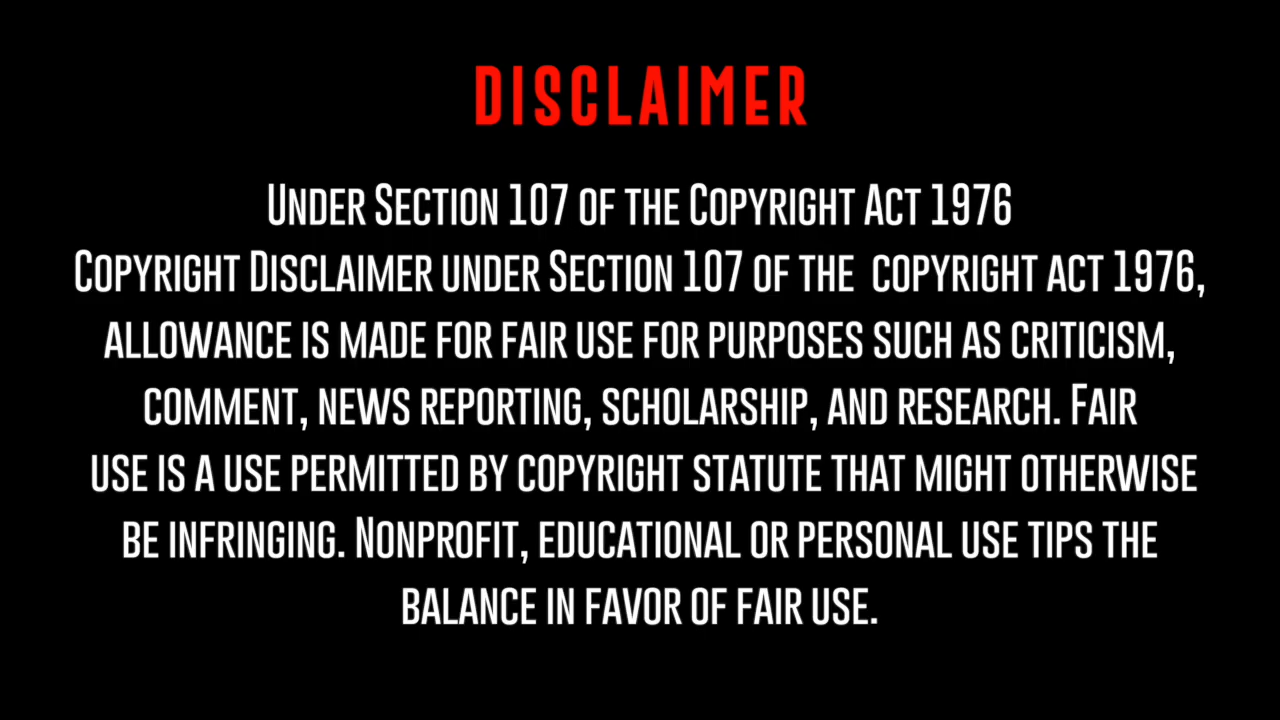 DISCLAIMER
Under Section 107 of the Copyright Act 1976
Copyright Disclaimer under Section 107 of the copyright act 1976,
allowance is made for fair use for purposes such as criticism,
comment, news reporting, scholarship, and research. Fair
use is a use permitted by copyright statute that might otherwise
be infringing. Nonprofit, educational or personal use tips the
balance in favor of fair use.